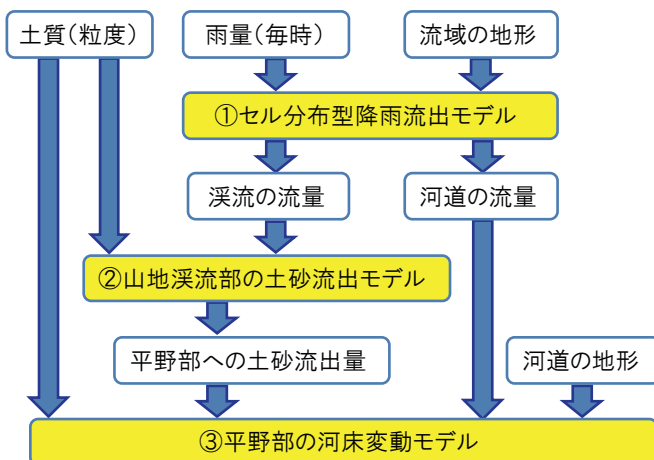 土質(粒度)
雨量(毎時)
流域の地形
①セル分布型降雨流出モデル
渓流の流量
河道の流量
②山地渓流部の土砂流出モデル
平野部への土砂流出量
河道の地形
③平野部の河床変動モデル